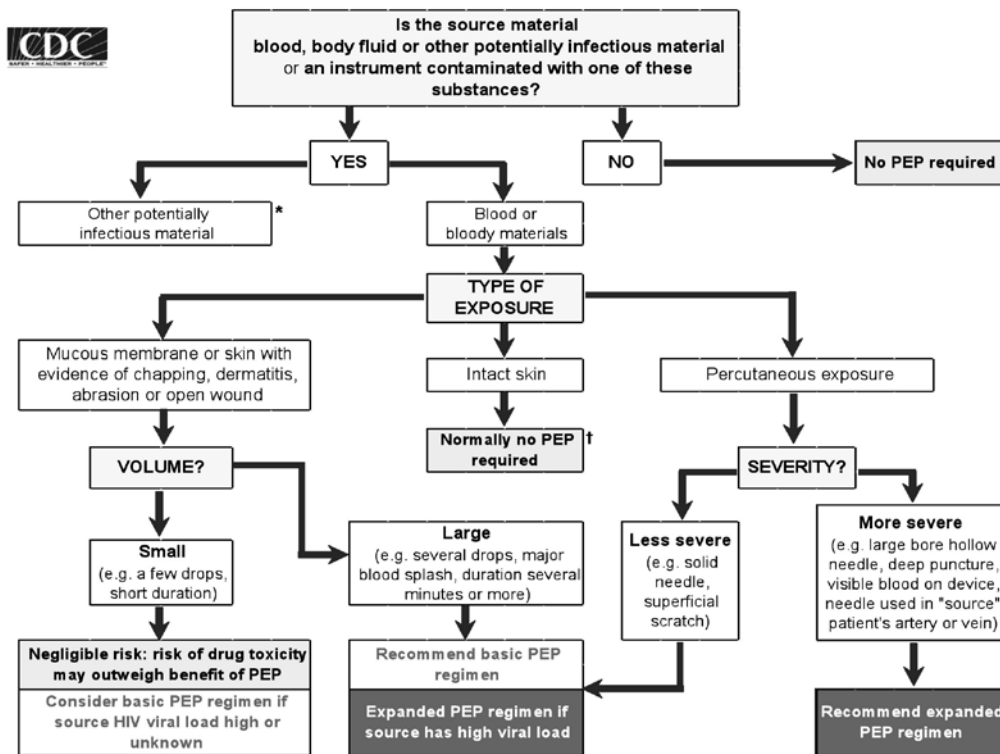 CDC
SAFER • HEALTHIER • PEOPLE™
Is the source material
blood, body fluid or other potentially infectious material
or an instrument contaminated with one of these
substances?
YES
NO
No PEP required
Other potentially *
infectious material
Blood or
bloody materials
TYPE OF
EXPOSURE
Mucous membrane or skin with
evidence of chapping, dermatitis,
abrasion or open wound
Intact skin
Percutaneous exposure
Normally no PEP †
required
VOLUME?
SEVERITY?
Small
(e.g. a few drops,
short duration)
Large
(e.g. several drops, major
blood splash, duration several
minutes or more)
Less severe
(e.g. solid
needle,
superficial
scratch)
More severe
(e.g. large bore hollow
needle, deep puncture,
visible blood on device,
needle used in "source"
patient's artery or vein)
Negligible risk: risk of drug toxicity
may outweigh benefit of PEP
Consider basic PEP regimen if
source HIV viral load high or
unknown
Recommend basic PEP
regimen
Expanded PEP regimen if
source has high viral load
Recommend expanded
PEP regimen